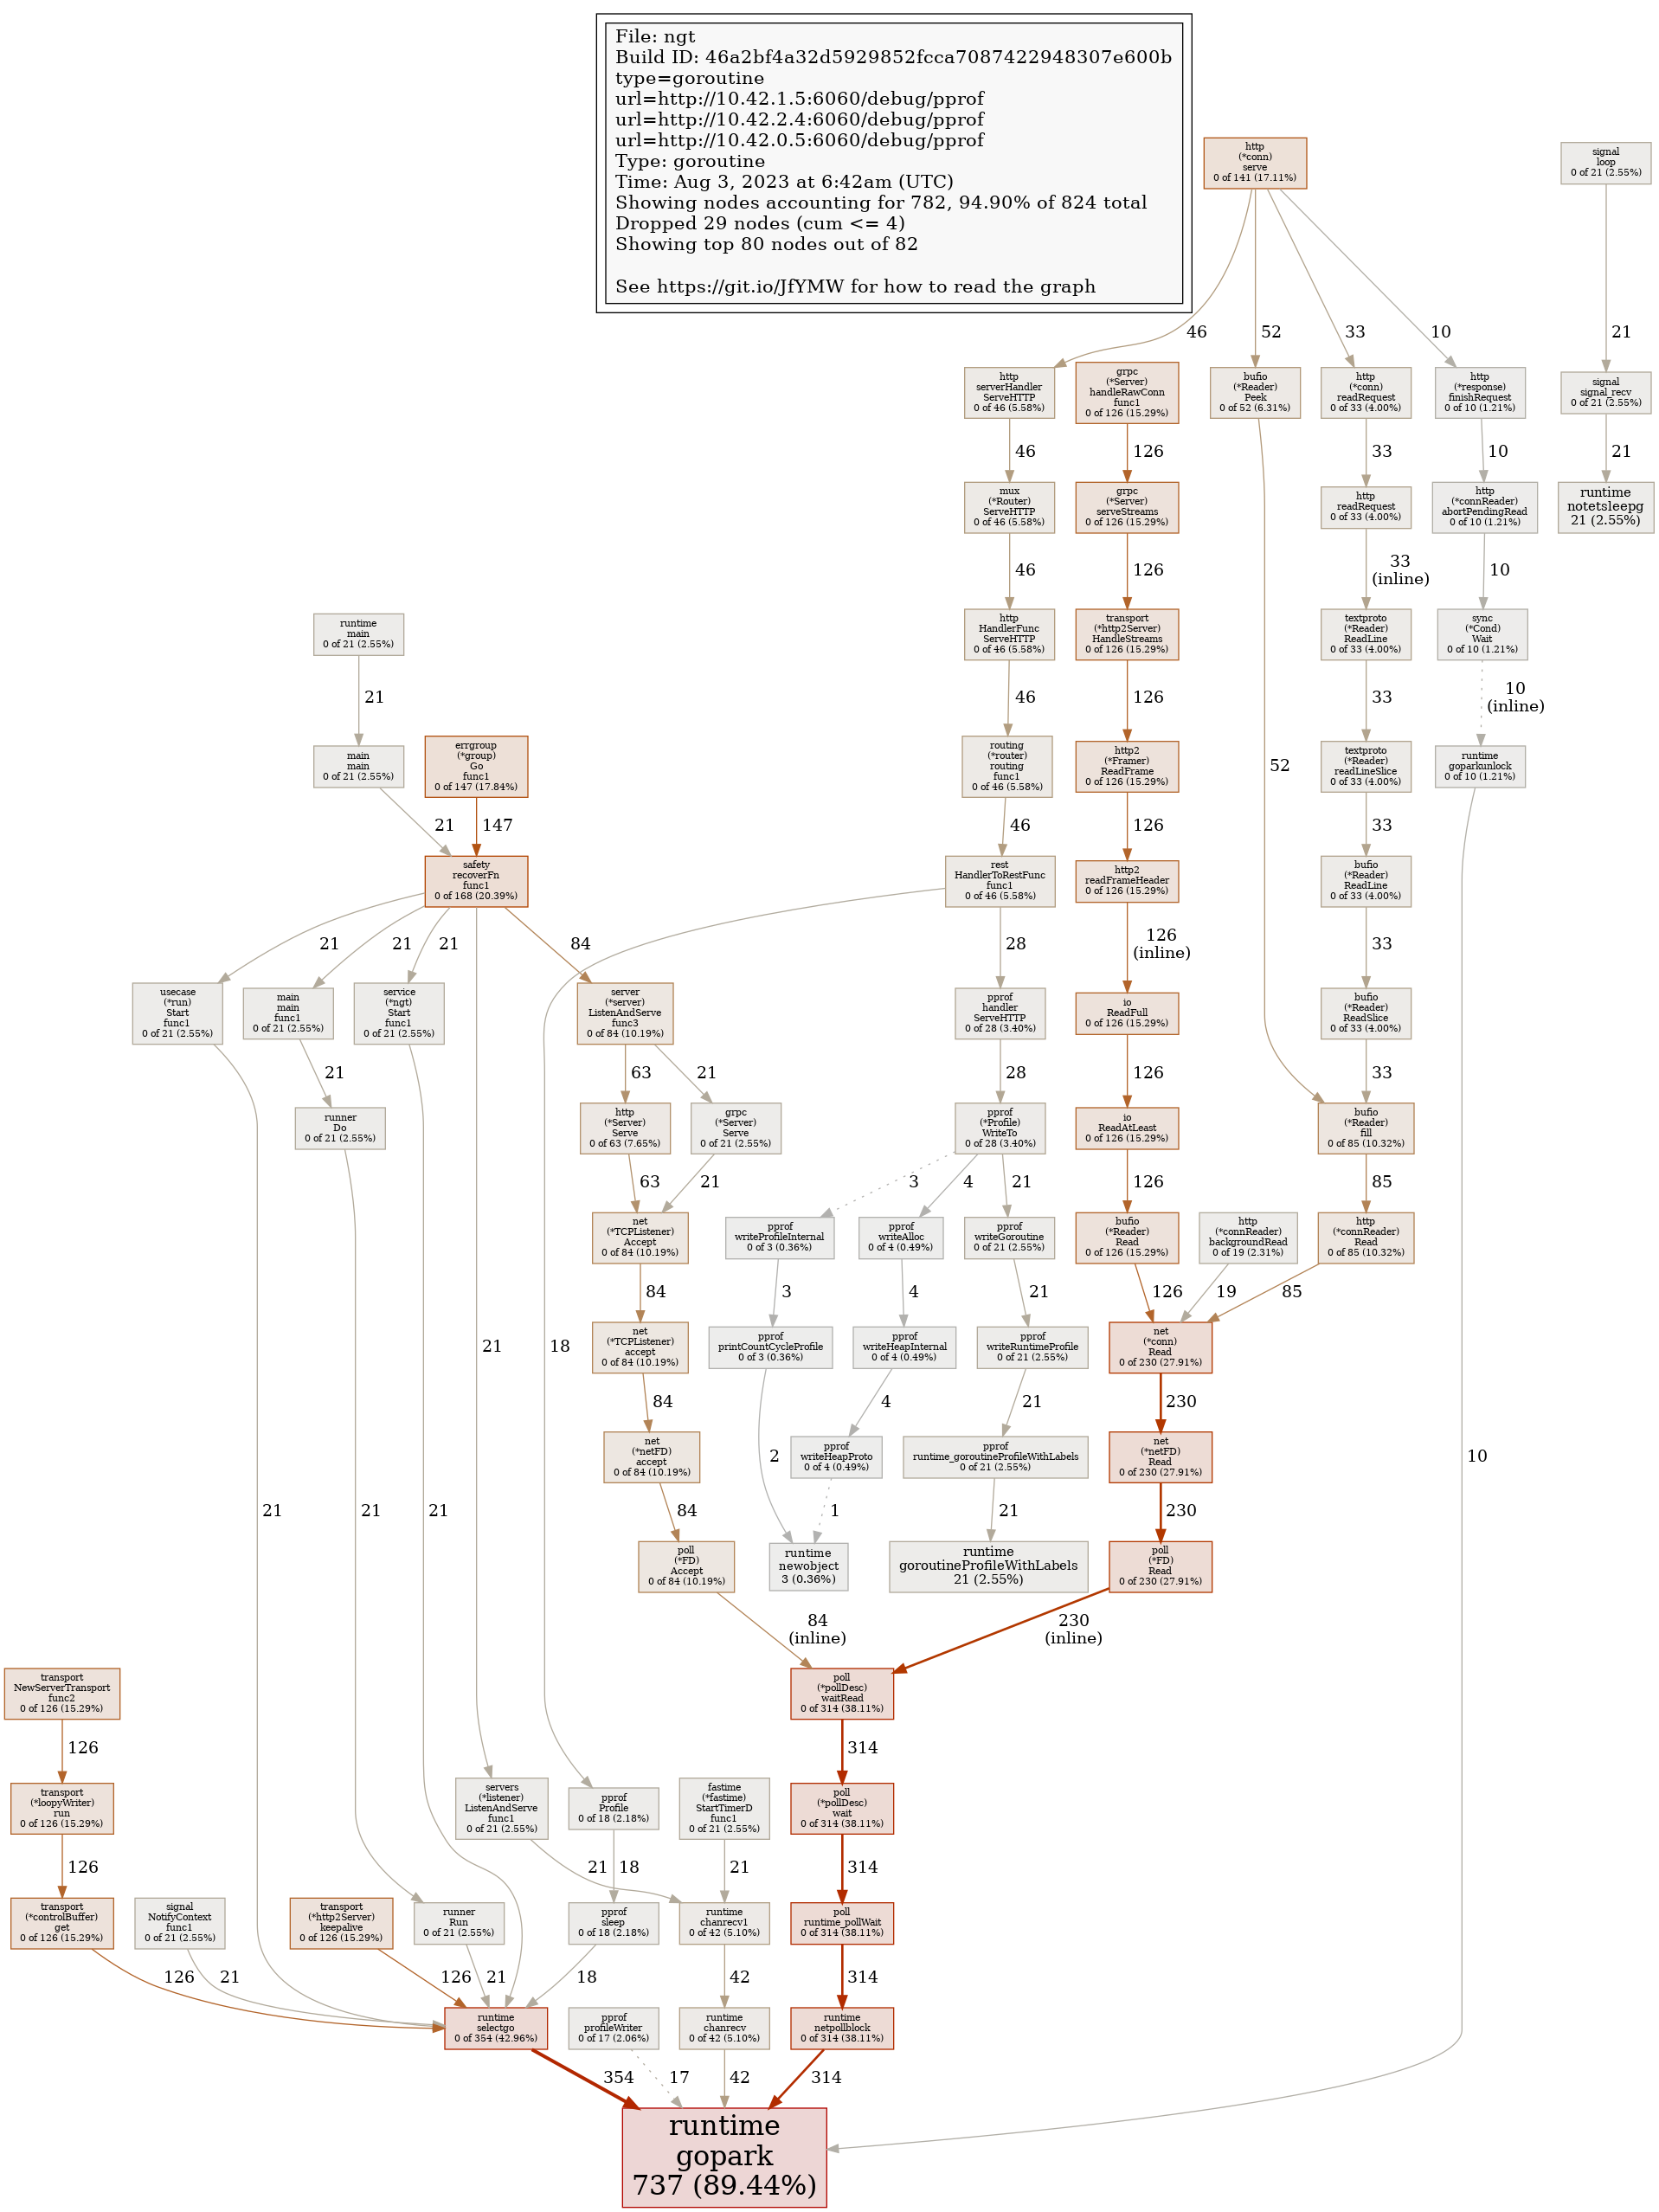 File: ngt
Build ID: 46a2bf4a32d5929852fcca7087422948307e600b
type=goroutine
url=http://10.42.1.5:6060/debug/pprof
url=http://10.42.2.4:6060/debug/pprof
url=http://10.42.0.5:6060/debug/pprof
Type: goroutine
Time: Aug 3, 2023 at 6:42am (UTC)
Showing nodes accounting for 782, 94.90% of 824 total
Dropped 29 nodes (cum <= 4)
Showing top 80 nodes out of 82
See https://git.io/JfYMW for how to read the graph
http
(*conn)
serve
0 of 141 (17.11%)
signal
loop
0 of 21 (2.55%)
46
52
33
10
21
http
serverHandler
ServeHTTP
0 of 46 (5.58%)
grpc
(*Server)
handleRawConn
func1
0 of 126 (15.29%)
bufio
(*Reader)
Peek
0 of 52 (6.31%)
http
(*conn)
readRequest
0 of 33 (4.00%)
http
(*response)
finishRequest
0 of 10 (1.21%)
signal
signal_recv
0 of 21 (2.55%)
46
126
33
10
21
mux
(*Router)
ServeHTTP
0 of 46 (5.58%)
grpc
(*Server)
serveStreams
0 of 126 (15.29%)
http
readRequest
0 of 33 (4.00%)
http
(*connReader)
abortPendingRead
0 of 10 (1.21%)
runtime
notetsleepg
21 (2.55%)
46
126
33
(inline)
10
runtime
main
0 of 21 (2.55%)
http
HandlerFunc
ServeHTTP
0 of 46 (5.58%)
transport
(*http2Server)
HandleStreams
0 of 126 (15.29%)
textproto
(*Reader)
ReadLine
0 of 33 (4.00%)
sync
(*Cond)
Wait
0 of 10 (1.21%)
21
46
126
33
10
(inline)
main
main
0 of 21 (2.55%)
errgroup
(*group)
Go
func1
0 of 147 (17.84%)
routing
(*router)
routing
func1
0 of 46 (5.58%)
http2
(*Framer)
ReadFrame
0 of 126 (15.29%)
52
textproto
(*Reader)
readLineSlice
0 of 33 (4.00%)
runtime
goparkunlock
0 of 10 (1.21%)
21
147
46
126
33
safety
recoverFn
func1
0 of 168 (20.39%)
rest
HandlerToRestFunc
func1
0 of 46 (5.58%)
http2
readFrameHeader
0 of 126 (15.29%)
bufio
(*Reader)
ReadLine
0 of 33 (4.00%)
21
21
21
84
28
126
(inline)
33
usecase
(*run)
Start
func1
0 of 21 (2.55%)
main
main
func1
0 of 21 (2.55%)
service
(*ngt)
Start
func1
0 of 21 (2.55%)
server
(*server)
ListenAndServe
func3
0 of 84 (10.19%)
pprof
handler
ServeHTTP
0 of 28 (3.40%)
io
ReadFull
0 of 126 (15.29%)
bufio
(*Reader)
ReadSlice
0 of 33 (4.00%)
21
63
21
28
126
33
runner
Do
0 of 21 (2.55%)
http
(*Server)
Serve
0 of 63 (7.65%)
grpc
(*Server)
Serve
0 of 21 (2.55%)
pprof
(*Profile)
WriteTo
0 of 28 (3.40%)
io
ReadAtLeast
0 of 126 (15.29%)
bufio
(*Reader)
fill
0 of 85 (10.32%)
63
21
3
4
21
126
85
net
(*TCPListener)
Accept
0 of 84 (10.19%)
pprof
writeProfileInternal
0 of 3 (0.36%)
pprof
writeAlloc
0 of 4 (0.49%)
pprof
writeGoroutine
0 of 21 (2.55%)
bufio
(*Reader)
Read
0 of 126 (15.29%)
http
(*connReader)
backgroundRead
0 of 19 (2.31%)
http
(*connReader)
Read
0 of 85 (10.32%)
84
3
4
21
126
19
85
21
18
net
(*TCPListener)
accept
0 of 84 (10.19%)
pprof
printCountCycleProfile
0 of 3 (0.36%)
pprof
writeHeapInternal
0 of 4 (0.49%)
pprof
writeRuntimeProfile
0 of 21 (2.55%)
net
(*conn)
Read
0 of 230 (27.91%)
84
4
21
230
net
(*netFD)
accept
0 of 84 (10.19%)
2
pprof
writeHeapProto
0 of 4 (0.49%)
pprof
runtime_goroutineProfileWithLabels
0 of 21 (2.55%)
net
(*netFD)
Read
0 of 230 (27.91%)
10
21
21
21
84
1
21
230
poll
(*FD)
Accept
0 of 84 (10.19%)
runtime
newobject
3 (0.36%)
runtime
goroutineProfileWithLabels
21 (2.55%)
poll
(*FD)
Read
0 of 230 (27.91%)
84
(inline)
230
(inline)
transport
NewServerTransport
func2
0 of 126 (15.29%)
poll
(*pollDesc)
waitRead
0 of 314 (38.11%)
126
314
transport
(*loopyWriter)
run
0 of 126 (15.29%)
servers
(*listener)
ListenAndServe
func1
0 of 21 (2.55%)
pprof
Profile
0 of 18 (2.18%)
fastime
(*fastime)
StartTimerD
func1
0 of 21 (2.55%)
poll
(*pollDesc)
wait
0 of 314 (38.11%)
126
21
18
21
314
transport
(*controlBuffer)
get
0 of 126 (15.29%)
signal
NotifyContext
func1
0 of 21 (2.55%)
transport
(*http2Server)
keepalive
0 of 126 (15.29%)
runner
Run
0 of 21 (2.55%)
pprof
sleep
0 of 18 (2.18%)
runtime
chanrecv1
0 of 42 (5.10%)
poll
runtime_pollWait
0 of 314 (38.11%)
126
21
126
21
18
42
314
runtime
selectgo
0 of 354 (42.96%)
pprof
profileWriter
0 of 17 (2.06%)
runtime
chanrecv
0 of 42 (5.10%)
runtime
netpollblock
0 of 314 (38.11%)
354
17
42
314
runtime
gopark
737 (89.44%)